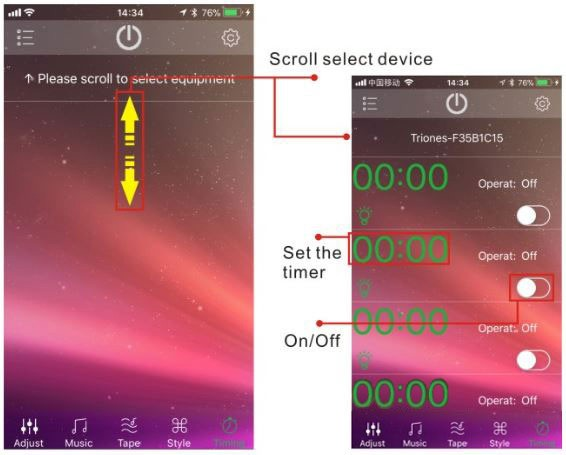 14:34
76%
↑ Please scroll to select equipment
Adjust
Music
Tape
Style
Timing
Scroll select device
中国移动
14:34
76%
Triones-F35B1C15
00:00
Operat: Off
Set the
timer
00:00
Operat: Off
On/Off
00:00
Operat: Off
00:00
Operat: Off
Adjust
Music
Tape
Style
Timing